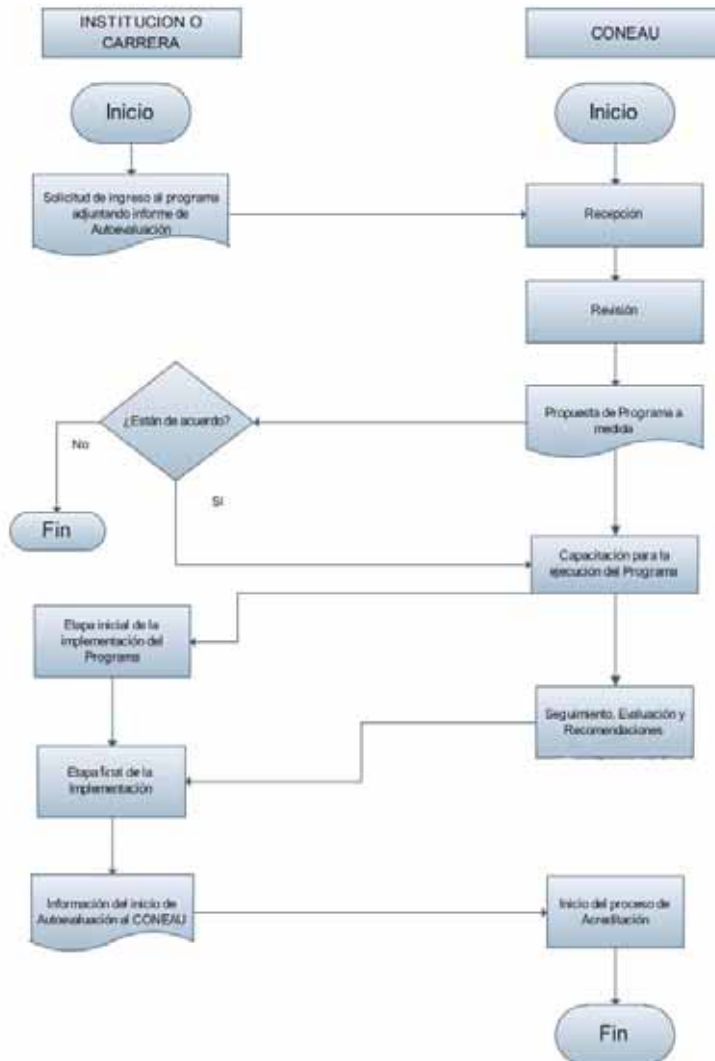 INSTITUCION O
CARRERA
CONEAU
Inicio
Inicio
Solicitud de ingreso al programa
adjuntando informe de
Autoevaluación
Recepción
Revisión
¿Están de acuerdo?
Propuesta de Programa a
medida
No
Si
Fin
Capacitación para la
ejecución del Programa
Etapa inicial de la
implementación del
Programa
Seguimiento, Evaluación y
Recomendaciones
Etapa final de la
Implementación
Información del inicio de
Autoevaluación al CONEAU
Inicio del proceso de
Acreditación
Fin